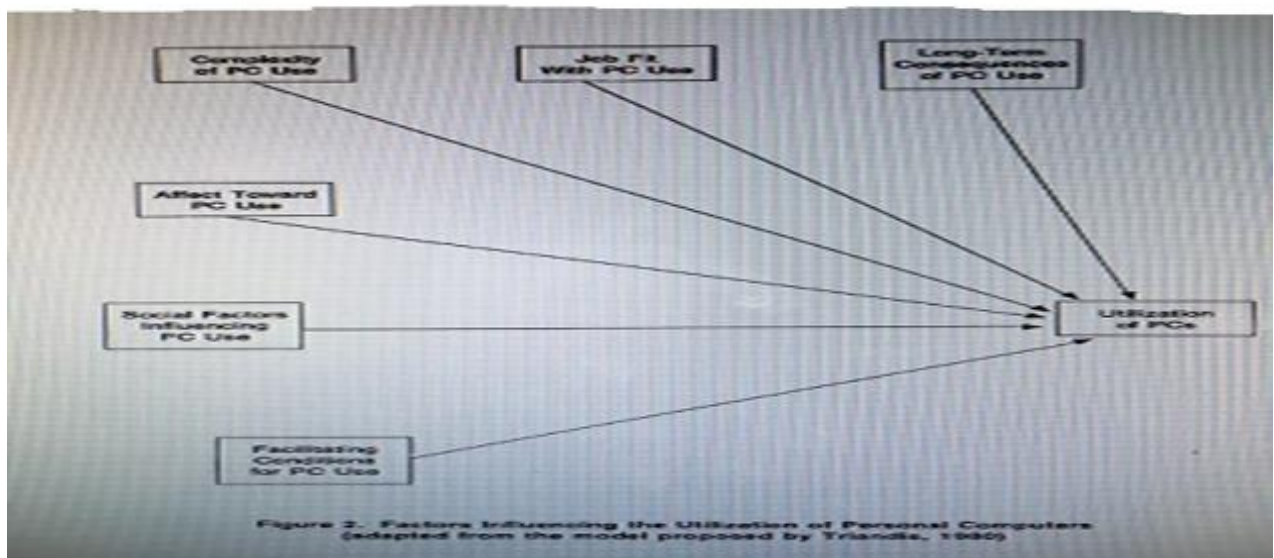 Complexity
of PC Use
Job Fit
With PC Use
Long-Term
Consequences
of PC Use
Affect Toward
PC Use
Social Factors
Influencing
PC Use
Utilization
of PCs
Facilitating
Conditions
for PC Use
Figure 2. Factors Influencing the Utilization of Personal Computers
(adapted from the model proposed by Triandis, 1980)